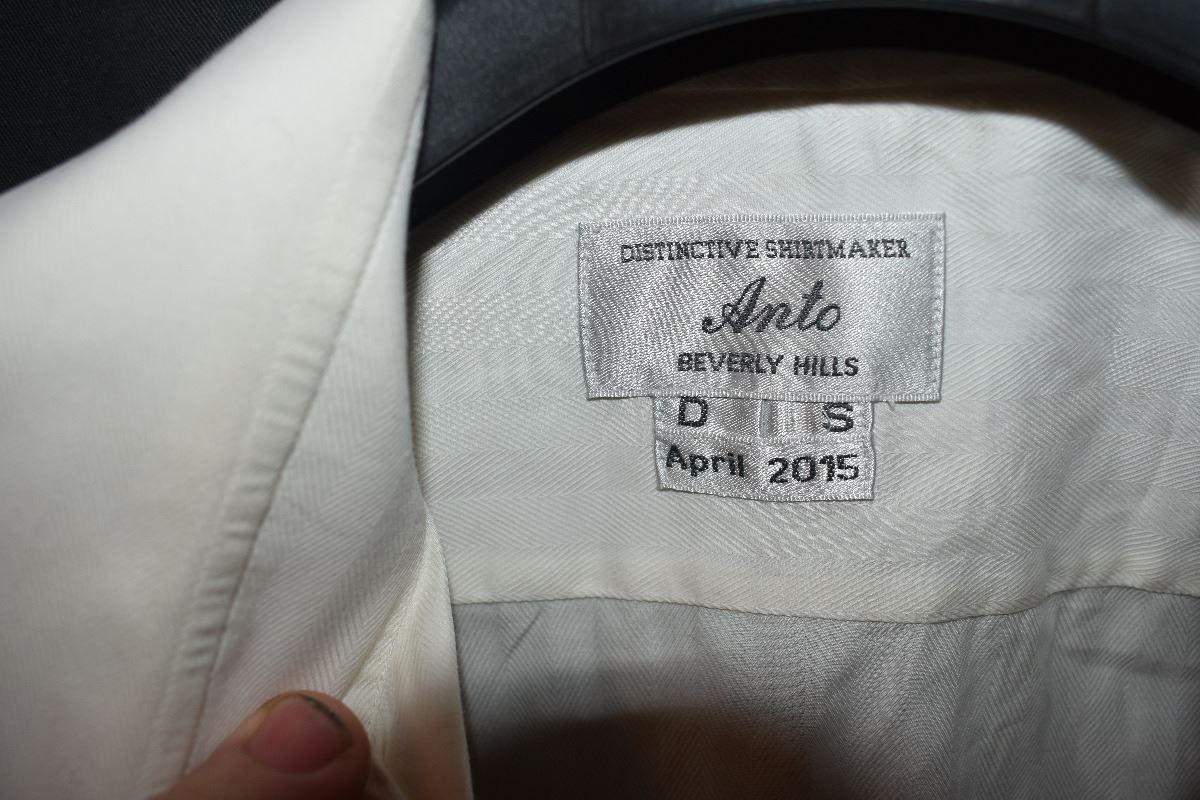 DISTINCTIVE SHIRTMAKER
Anto
BEVERLY HILLS
D S
April 2015